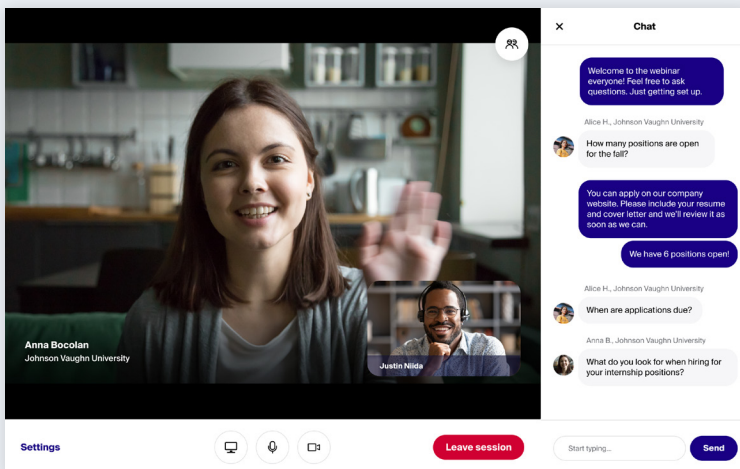 Chat
Welcome to the webinar
everyone! Feel free to ask
questions. Just getting set up.
Alice H., Johnson Vaughn University
How many positions are open
for the fall?
You can apply on our company
website. Please include your resume
and cover letter and we'll review it as
soon as we can.
We have 6 positions open!
Alice H., Johnson Vaughn University
When are applications due?
Anna B., Johnson Vaughn University
What do you look for when hiring for
your internship positions?
Anna Bocolan
Johnson Vaughn University
Justin Niida
Settings
Leave session
Start typing...
Send